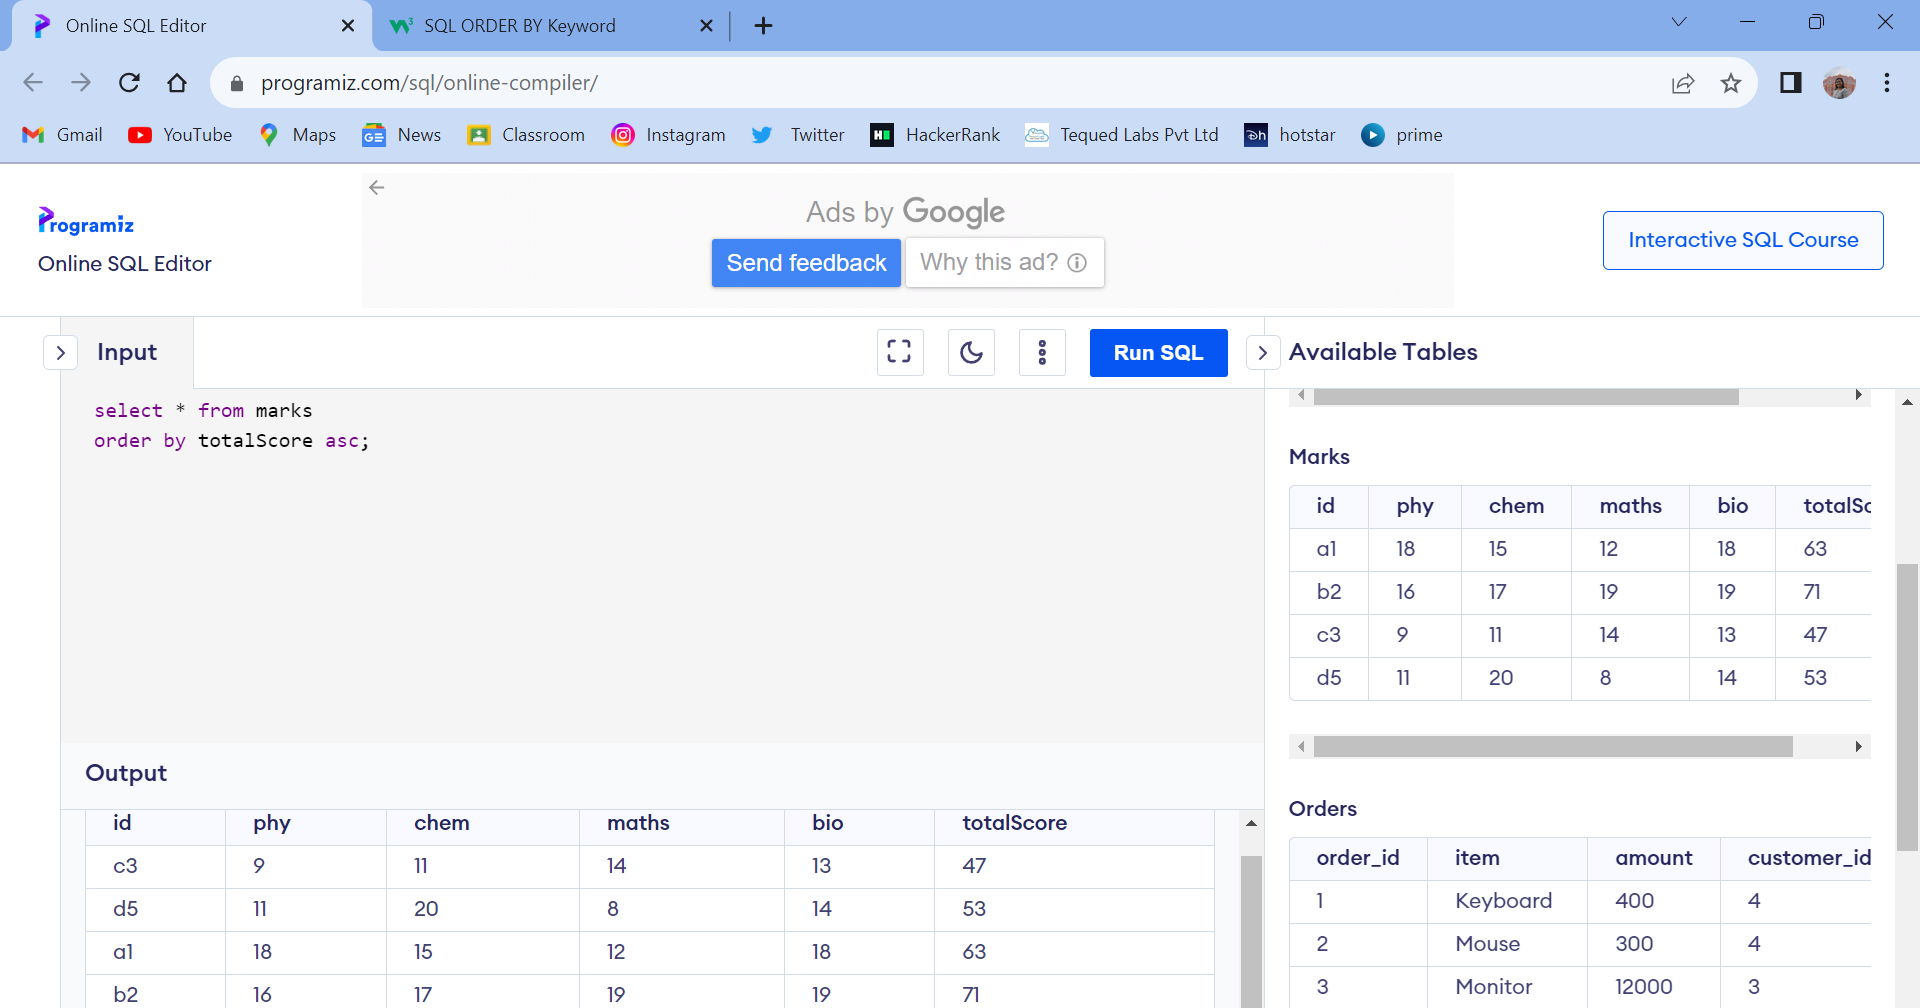 Online SQL Editor
SQL ORDER BY Keyword
programiz.com/sql/online-compiler/
Gmail YouTube Maps News Classroom Instagram Twitter HackerRank Tequed Labs Pvt Ltd hotstar prime
Programiz
Online SQL Editor
Ads by Google
Send feedback Why this ad?
Interactive SQL Course
Input
Run SQL
select * from marks
order by totalScore asc;
Output
id phy chem maths bio totalScore
c3 9 11 14 13 47
d5 11 20 8 14 53
a1 18 15 12 18 63
b2 16 17 19 19 71
Available Tables
Marks
id phy chem maths bio totalSc
a1 18 15 12 18 63
b2 16 17 19 19 71
c3 9 11 14 13 47
d5 11 20 8 14 53
Orders
order_id item amount customer_id
1 Keyboard 400 4
2 Mouse 300 4
3 Monitor 12000 3